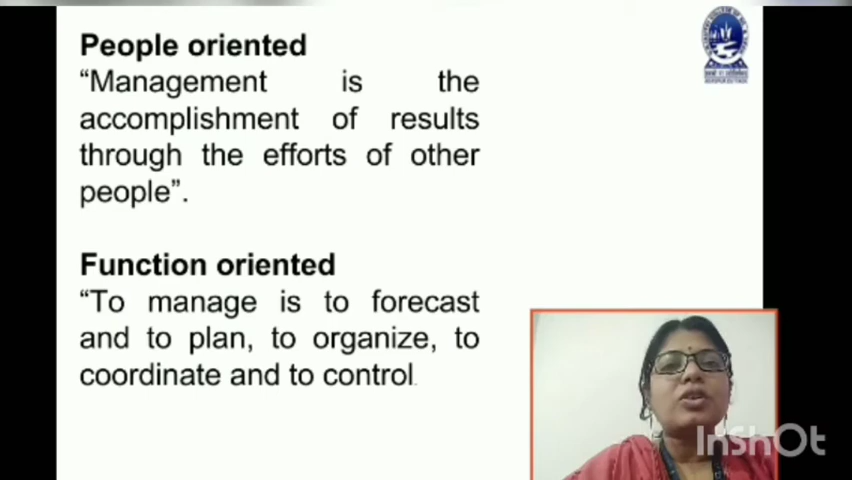 People oriented
“Management is the
accomplishment of results
through the efforts of other
people”.
Function oriented
“To manage is to forecast
and to plan, to organize, to
coordinate and to control.
InShOt